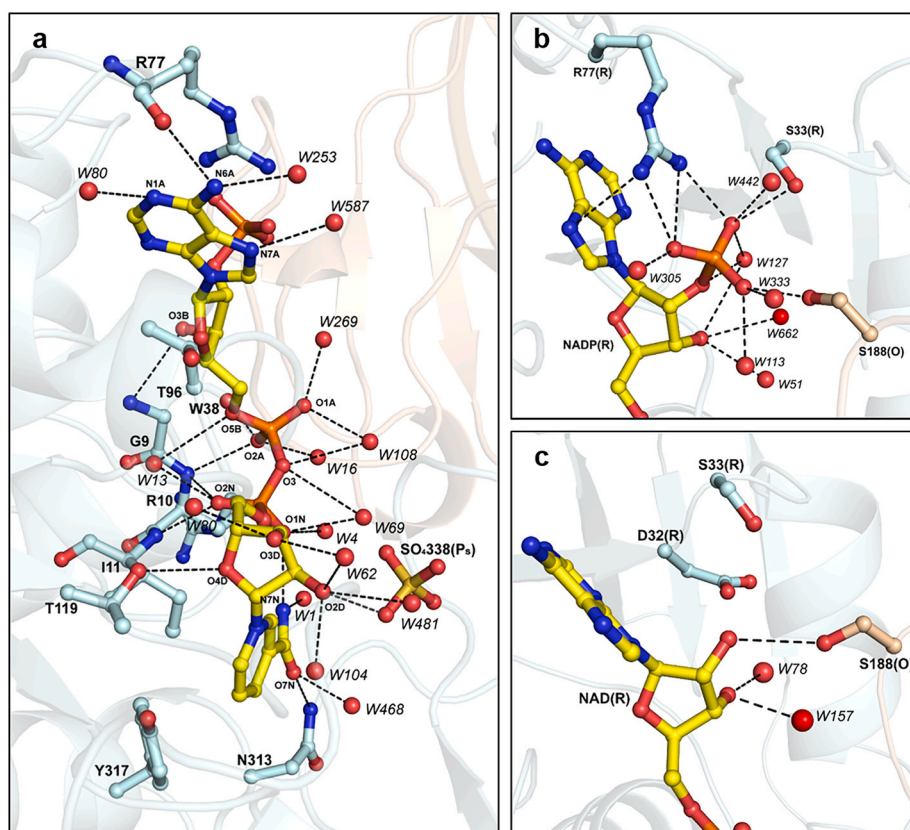 a
R77
W80
N1A
N6A
W253
W587
N7A
O3B
W269
T96
W38
O5B
O1A
G9
O2A
W16
W108
W13
O3
O2N
R10
O1N
W80
W69
W4
O3D
SO₄338(Pₛ)
I11
O4D
W62
N7N
O2D
T119
W1
W481
W104
O7N
W468
N313
Y317
b
R77(R)
S33(R)
W442
W305
W127
W333
NADP(R)
W662
S188(O)
W113
W51
c
S33(R)
D32(R)
S188(O)
W78
NAD(R)
W157